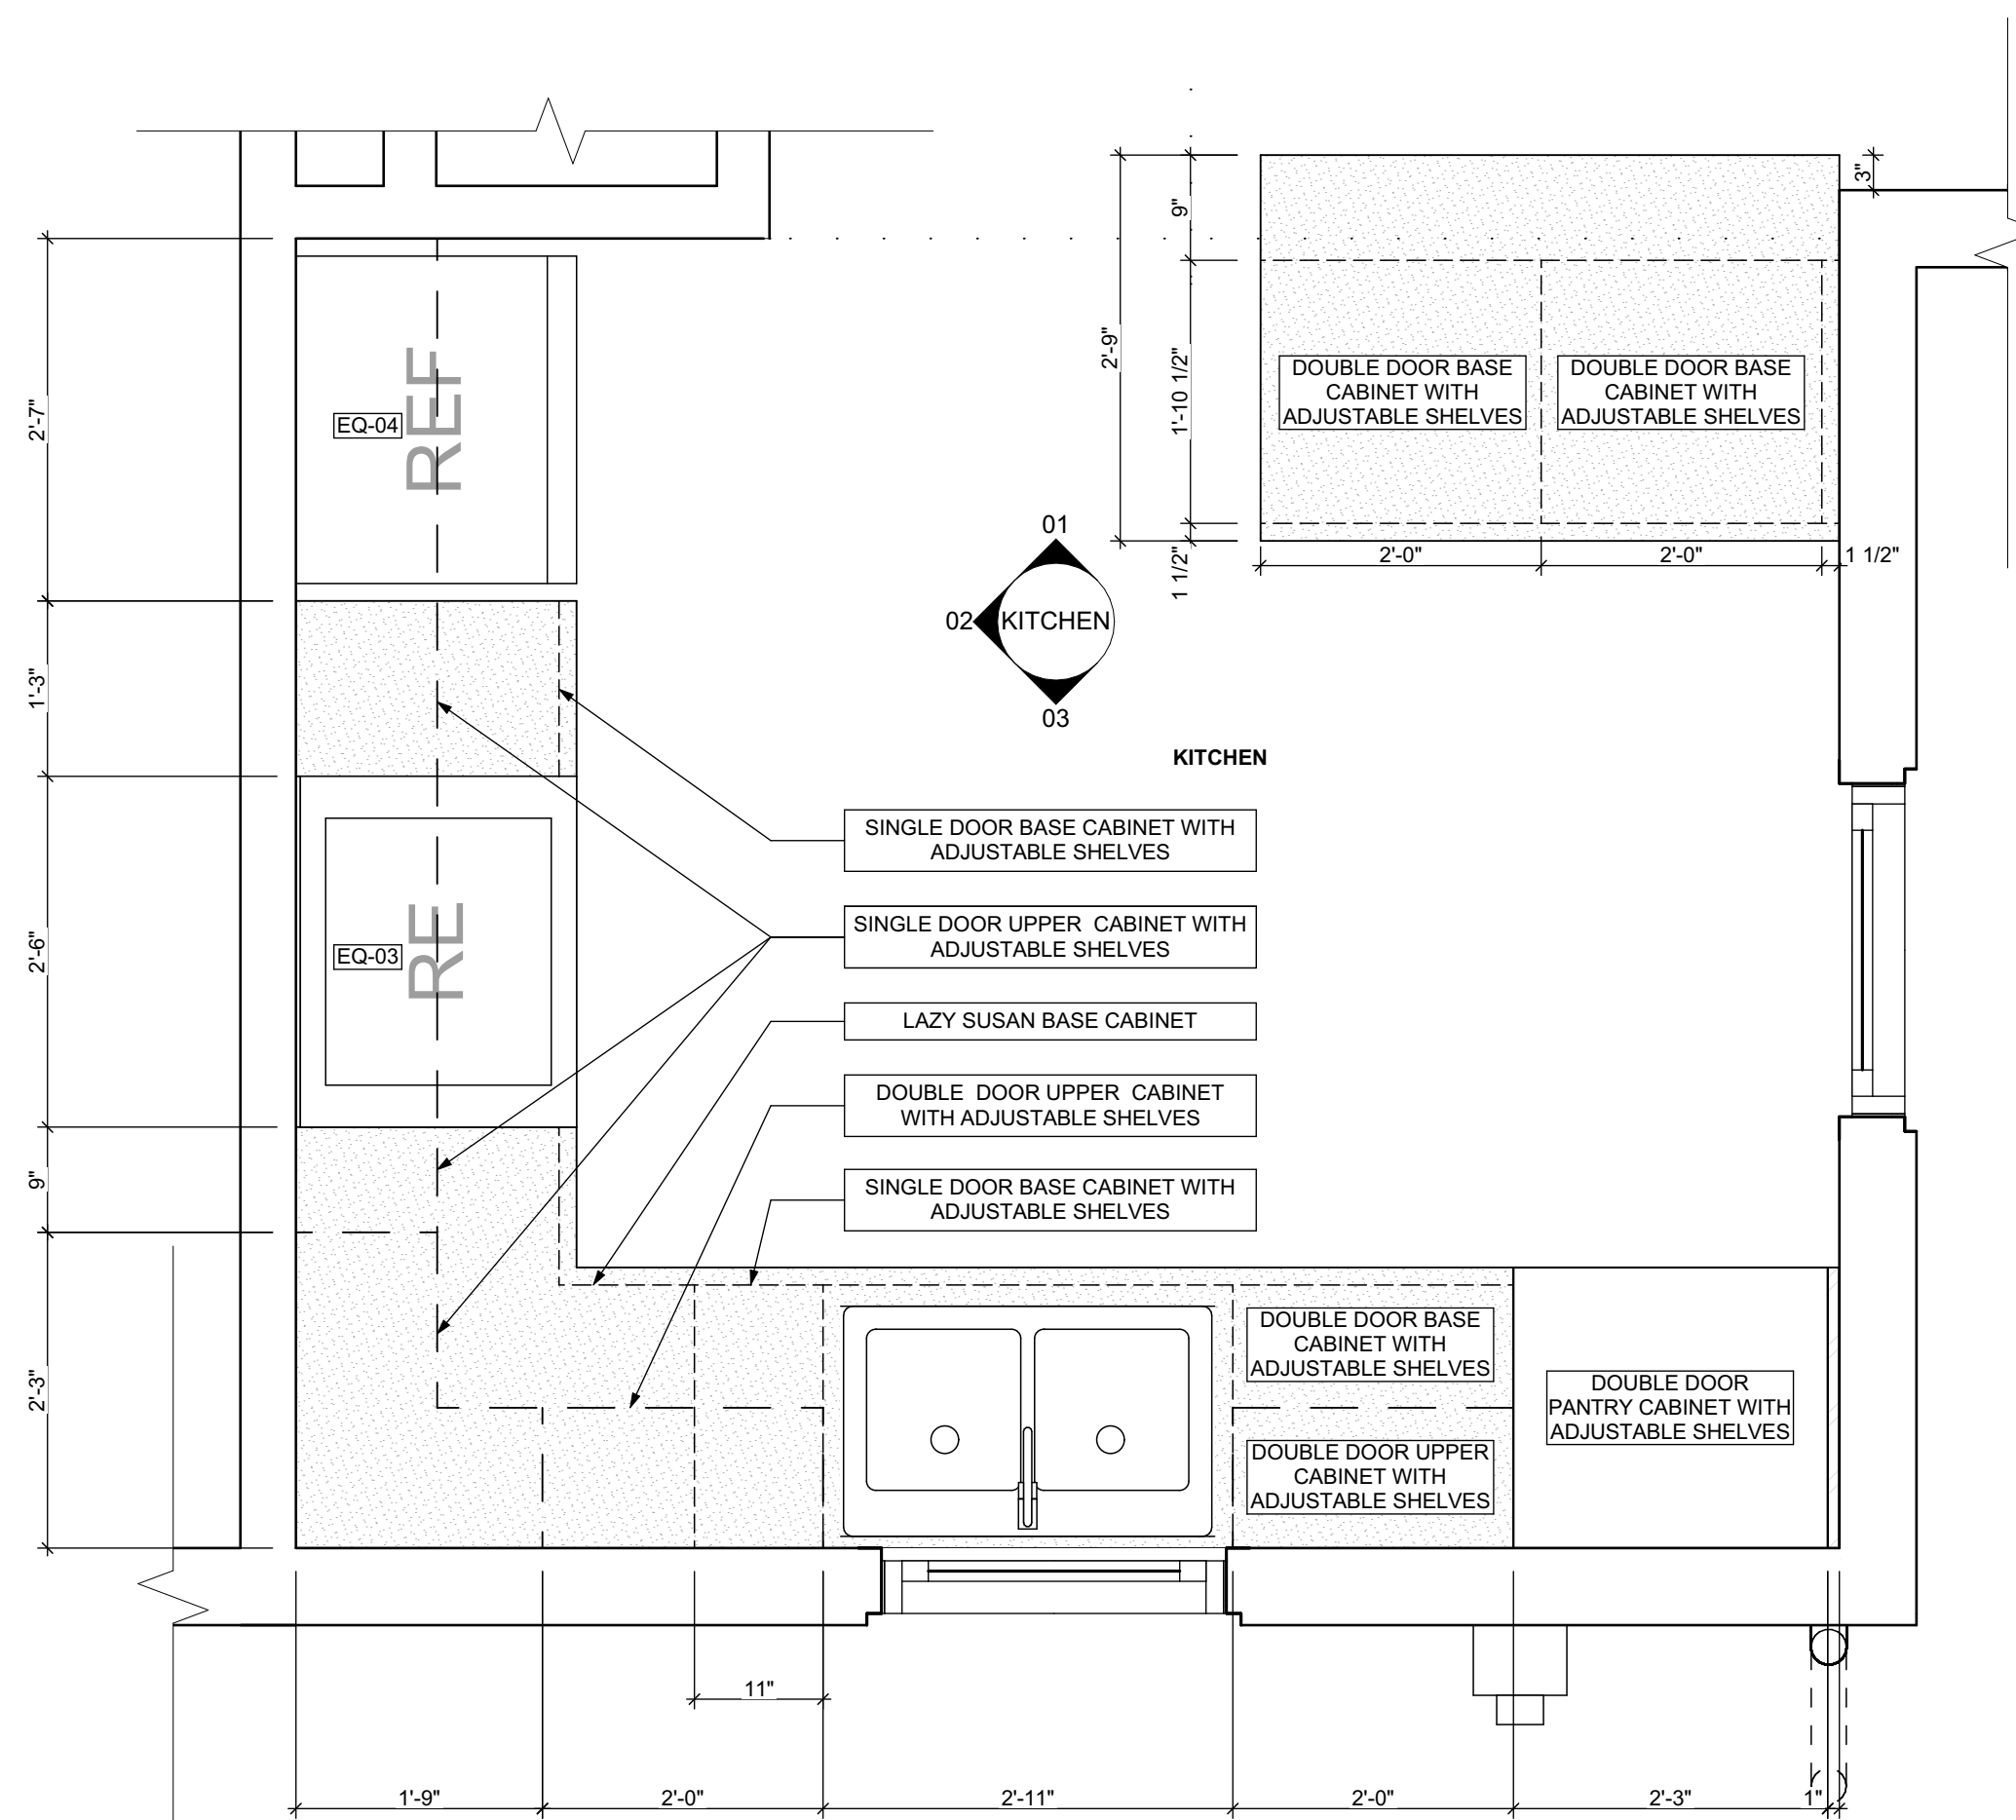 3"
9"
2'-9"
1'-10 1/2"
1 1/2"
DOUBLE DOOR BASE
CABINET WITH
ADJUSTABLE SHELVES
DOUBLE DOOR BASE
CABINET WITH
ADJUSTABLE SHELVES
2'-0"
2'-0"
1 1/2"
2'-7"
EQ-04
REF
01
02
KITCHEN
03
KITCHEN
1'-3"
SINGLE DOOR BASE CABINET WITH
ADJUSTABLE SHELVES
SINGLE DOOR UPPER CABINET WITH
ADJUSTABLE SHELVES
2'-6"
EQ-03
RE
LAZY SUSAN BASE CABINET
DOUBLE DOOR UPPER CABINET
WITH ADJUSTABLE SHELVES
9"
SINGLE DOOR BASE CABINET WITH
ADJUSTABLE SHELVES
2'-3"
DOUBLE DOOR BASE
CABINET WITH
ADJUSTABLE SHELVES
DOUBLE DOOR UPPER
CABINET WITH
ADJUSTABLE SHELVES
DOUBLE DOOR
PANTRY CABINET WITH
ADJUSTABLE SHELVES
11"
1'-9"
2'-0"
2'-11"
2'-0"
2'-3"
1"